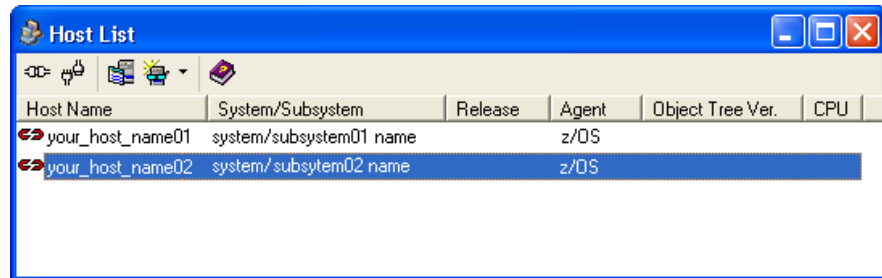 Host List
Host Name System/Subsystem Release Agent Object Tree Ver. CPU
your_host_name01 system/subsystem01 name z/OS
your_host_name02 system/subsytem02 name z/OS